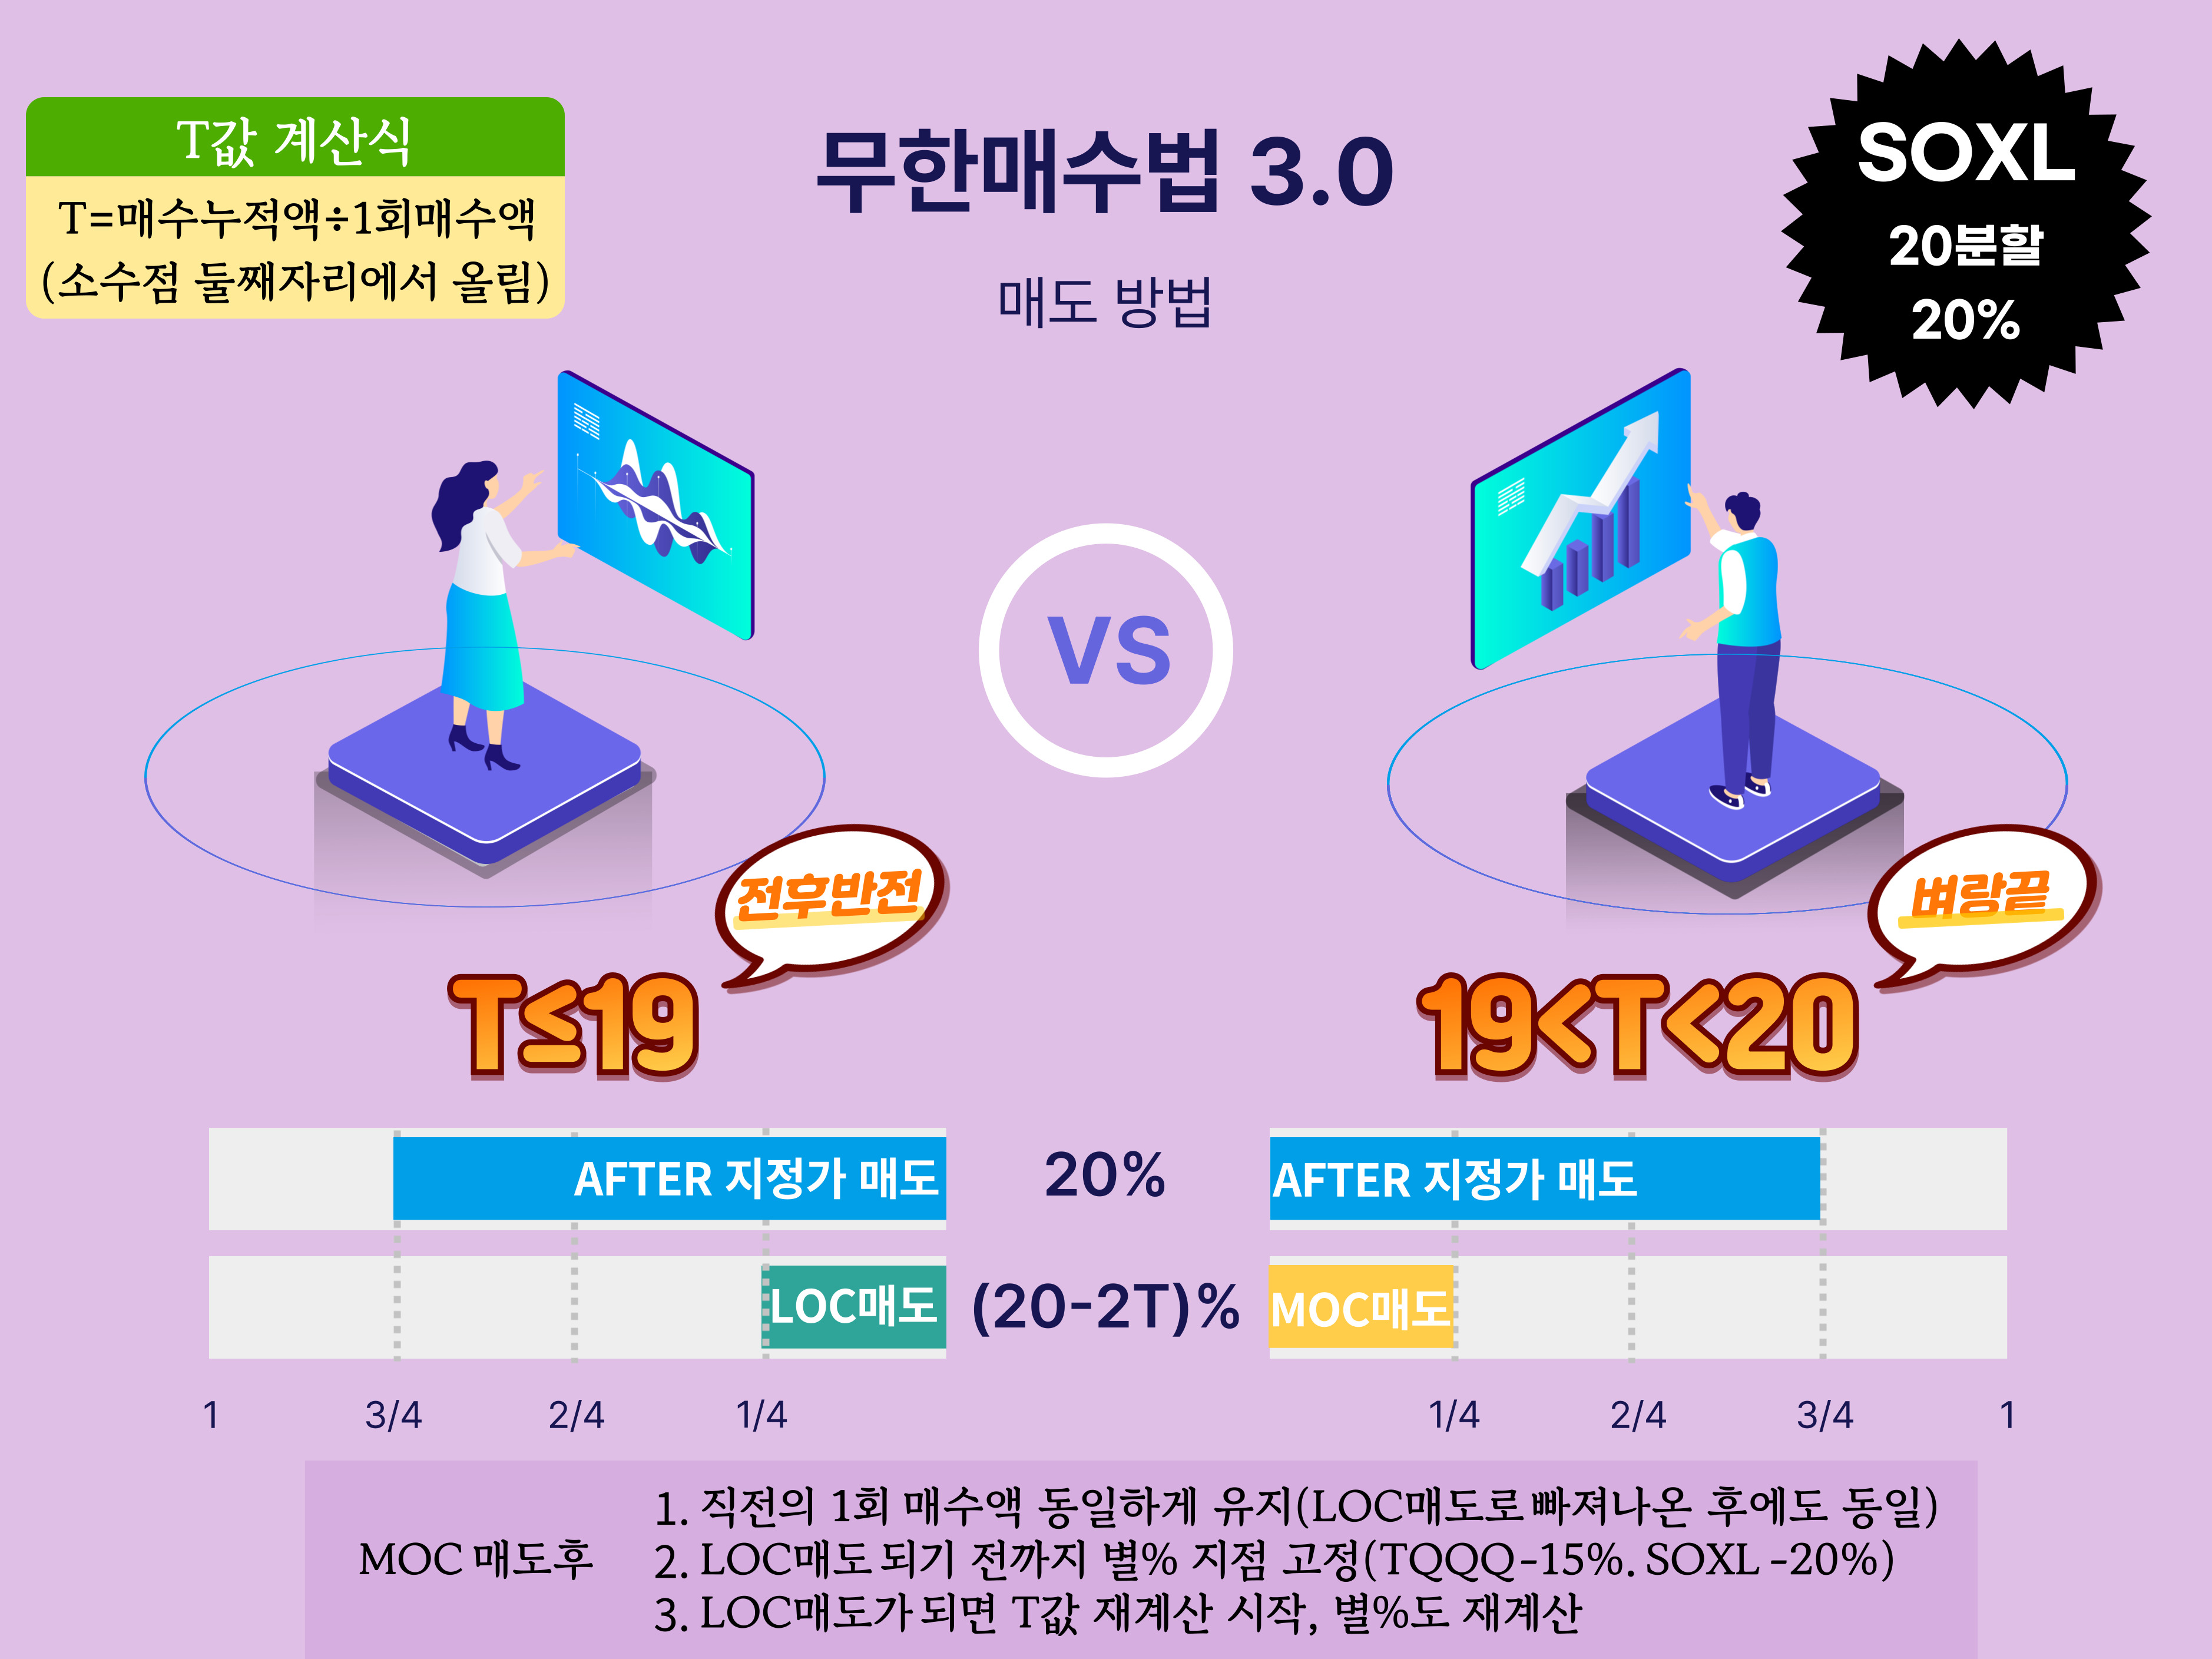 T값 계산식
T=매수누적액÷1회매수액
(소수점 둘째자리에서 올림)
무한매수법 3.0
매도 방법
SOXL
20분할
20%
VS
전후반전
벼랑끝
T≤19
19<T<20
AFTER 지정가 매도
20%
AFTER 지정가 매도
LOC매도
(20-2T)%
MOC매도
1 3/4 2/4 1/4
1/4 2/4 3/4 1
MOC 매도후
1. 직전의 1회 매수액 동일하게 유지(LOC매도로 빠져나온 후에도 동일)
2. LOC매도 되기 전까지 별% 지점 고정(TQQQ -15%. SOXL -20%)
3. LOC매도가 되면 T값 재계산 시작, 별%도 재계산